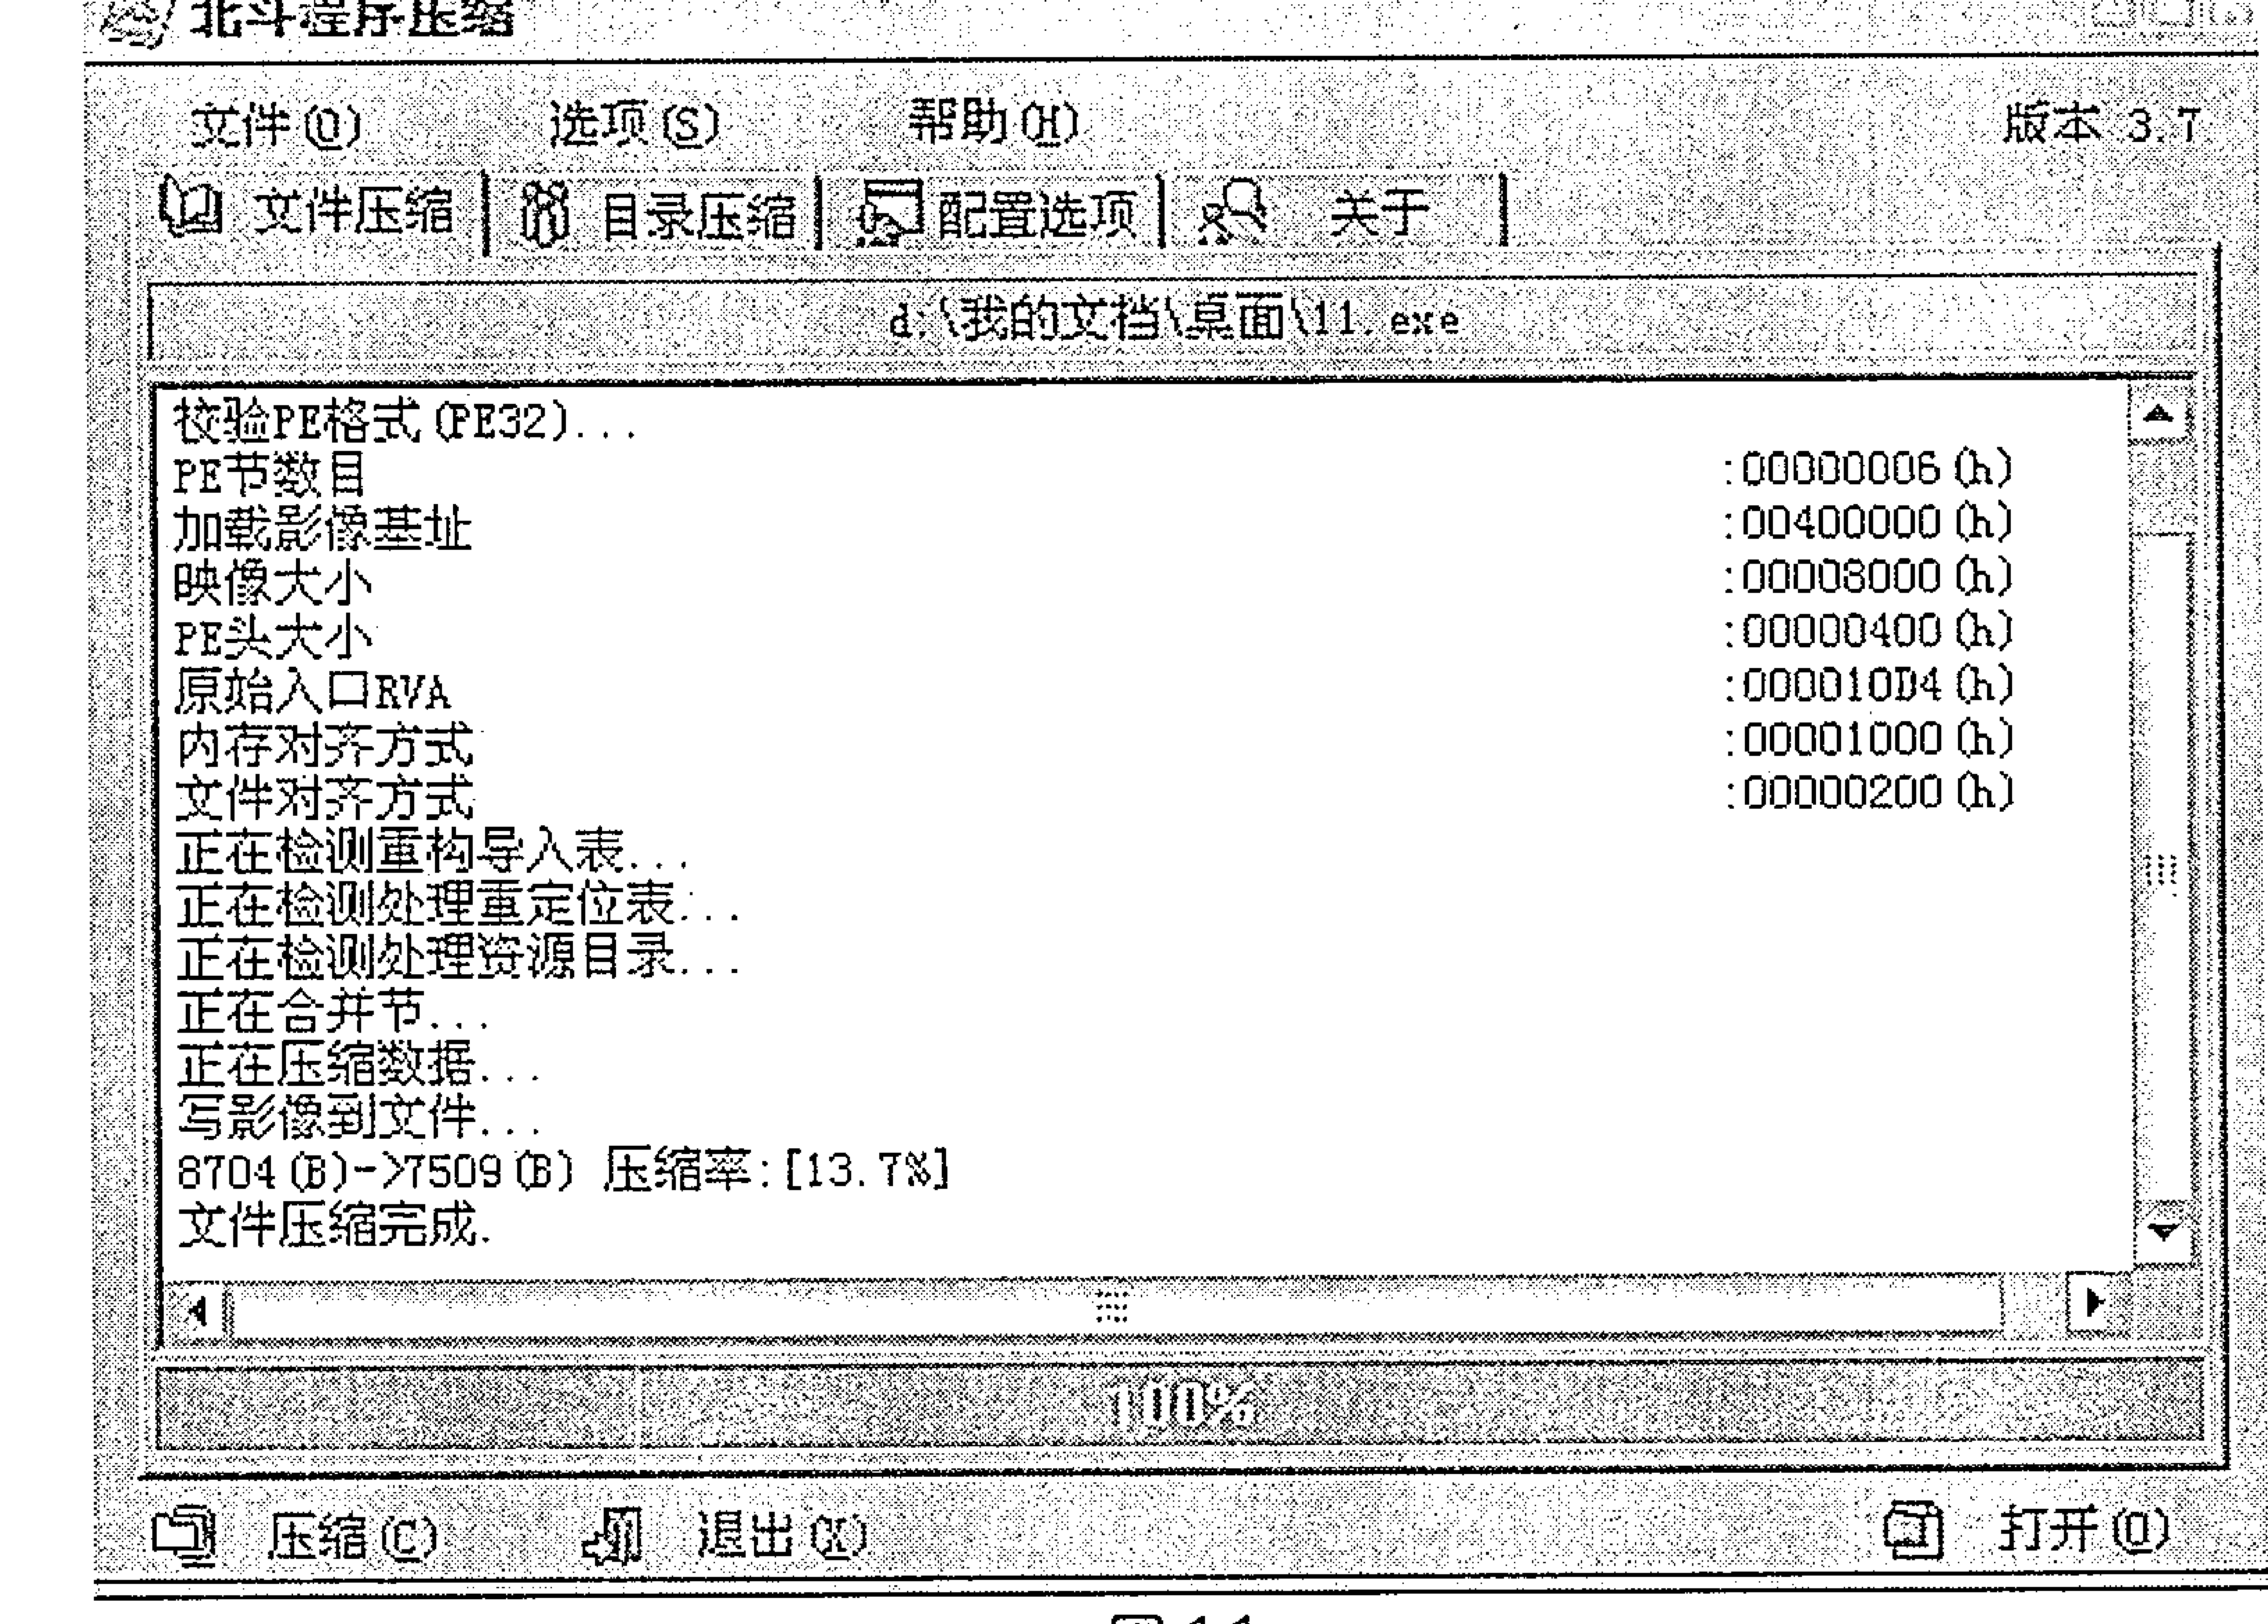 北斗程序压缩
文件(O) 选项(S) 帮助(H) 版本 3.7
文件压缩 目录压缩 配置选项 关于
d:\我的文档\桌面\11.exe
校验PE格式(PE32)...
PE节数目 :00000006(h)
加载影像基址 :00400000(h)
映像大小 :00008000(h)
PE头大小 :00000400(h)
原始入口RVA :000010D4(h)
内存对齐方式 :00001000(h)
文件对齐方式 :00000200(h)
正在检测重构导入表...
正在检测处理重定位表...
正在检测处理资源目录...
正在合并节...
正在压缩数据...
写影像到文件...
8704(B)->7509(B) 压缩率:[13.7%]
文件压缩完成.
100%
压缩(C) 退出(X) 打开(O)
图 11